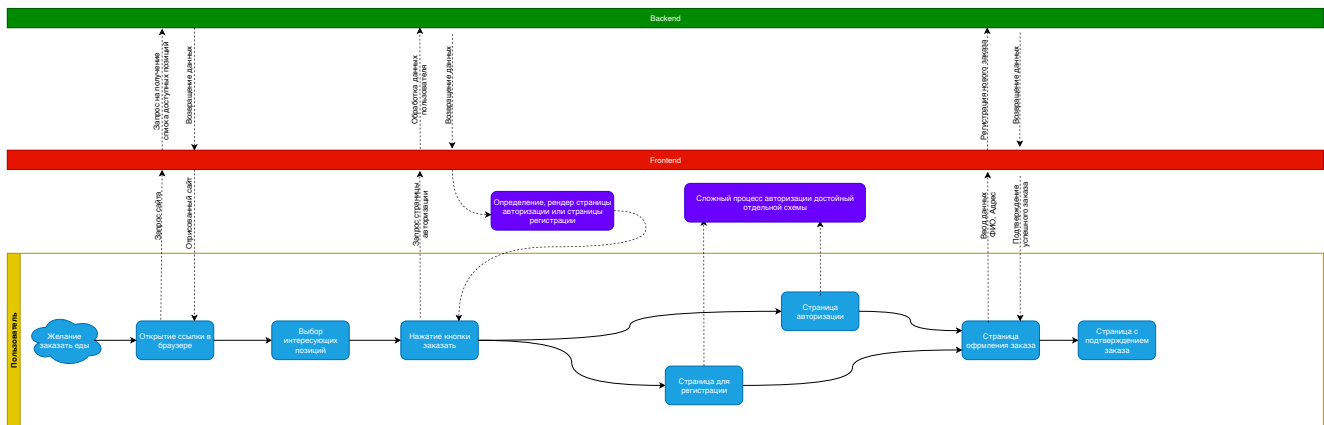 Backend
Запрос на получение
списка доступных позиций
Возвращение данных
Обработка данных
пользователя
Возвращение данных
Регистрация нового заказа
Возвращение данных
Frontend
Запрос сайта
Отрисованный сайт
Запрос страницы
авторизации
Определение, рендер страницы
авторизации или страницы
регистрации
Сложный процесс авторизации достойный
отдельной схемы
Ввод данных
ФИО, Адрес
Подтверждение
успешного заказа
Пользователь
Желание
заказать еды
Открытие ссылки в
браузере
Выбор
интересующих
позиций
Нажатие кнопки
заказать
Страница
авторизации
Страница для
регистрации
Страница
офрмления заказа
Страница с
подтверждением
заказа